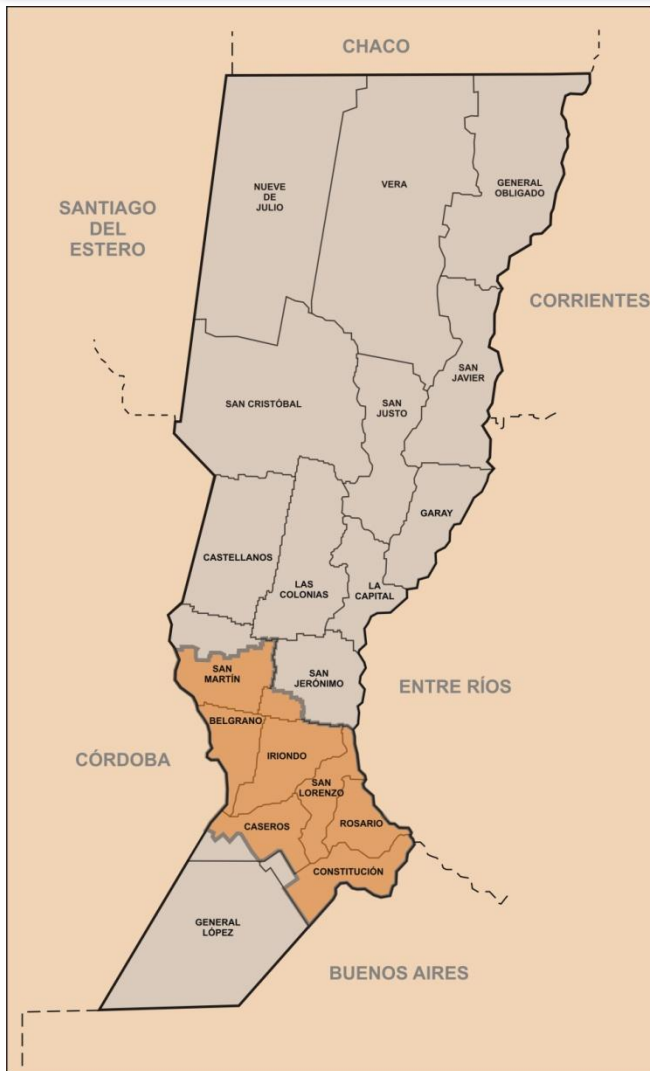 CHACO
NUEVE
DE
JULIO
VERA
GENERAL
OBLIGADO
SANTIAGO
DEL
ESTERO
CORRIENTES
SAN
JAVIER
SAN CRISTÓBAL
SAN
JUSTO
GARAY
CASTELLANOS
LAS
COLONIAS
LA
CAPITAL
SAN
MARTÍN
SAN
JERÓNIMO
ENTRE RÍOS
BELGRANO
CÓRDOBA
IRIONDO
SAN
LORENZO
CASEROS
ROSARIO
CONSTITUCIÓN
GENERAL
LÓPEZ
BUENOS AIRES